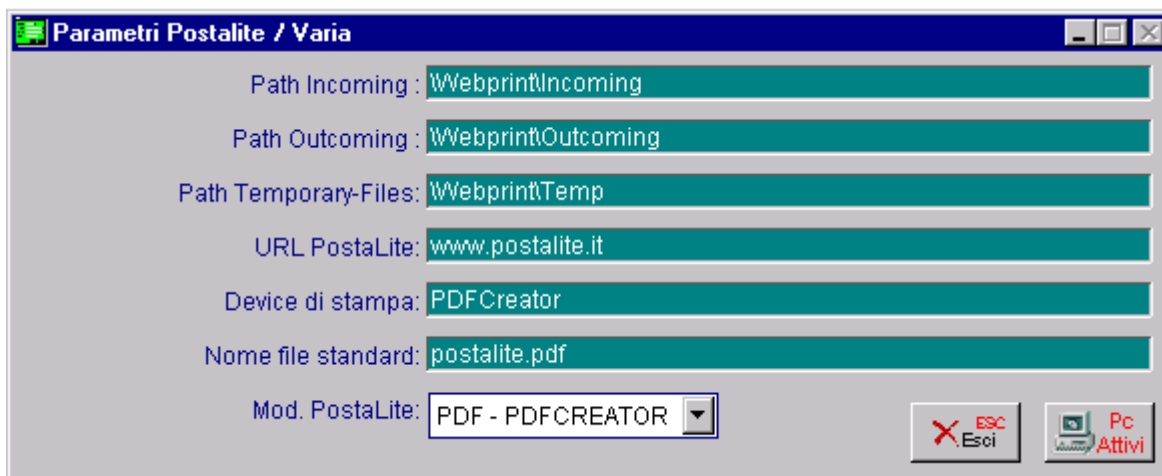 Parametri Postalite / Varia
Path Incoming : \Webprint\Incoming
Path Outcoming : \Webprint\Outcoming
Path Temporary-Files: \Webprint\Temp
URL PostaLite: www.postalite.it
Device di stampa: PDFCreator
Nome file standard: postalite.pdf
Mod. PostaLite: PDF - PDFCREATOR
ESC
Esci
Pc
Attivi